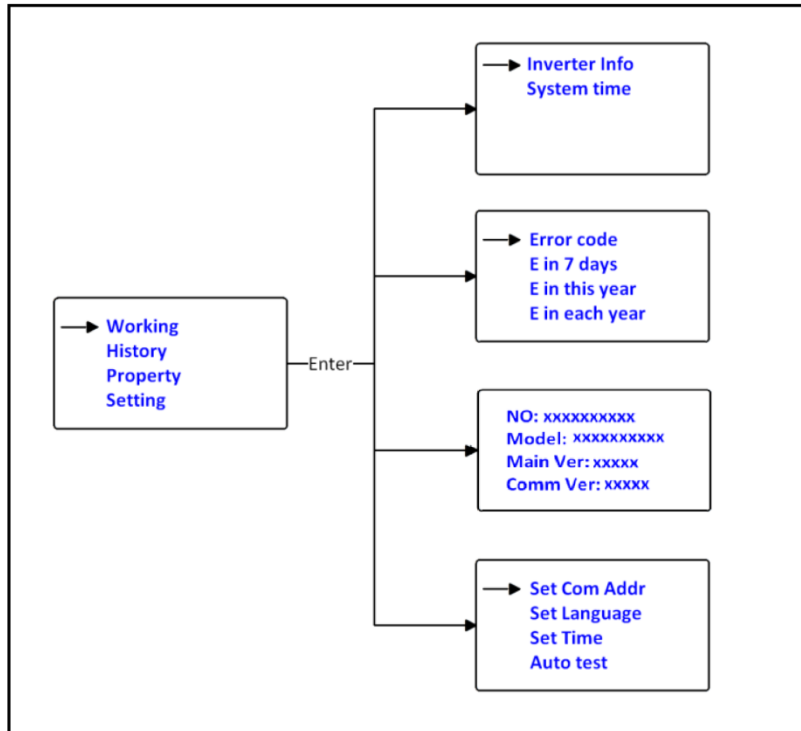 Working
History
Property
Setting
Enter
Inverter Info
System time
Error code
E in 7 days
E in this year
E in each year
NO: xxxxxxxxxx
Model: xxxxxxxxxx
Main Ver: xxxxx
Comm Ver: xxxxx
Set Com Addr
Set Language
Set Time
Auto test